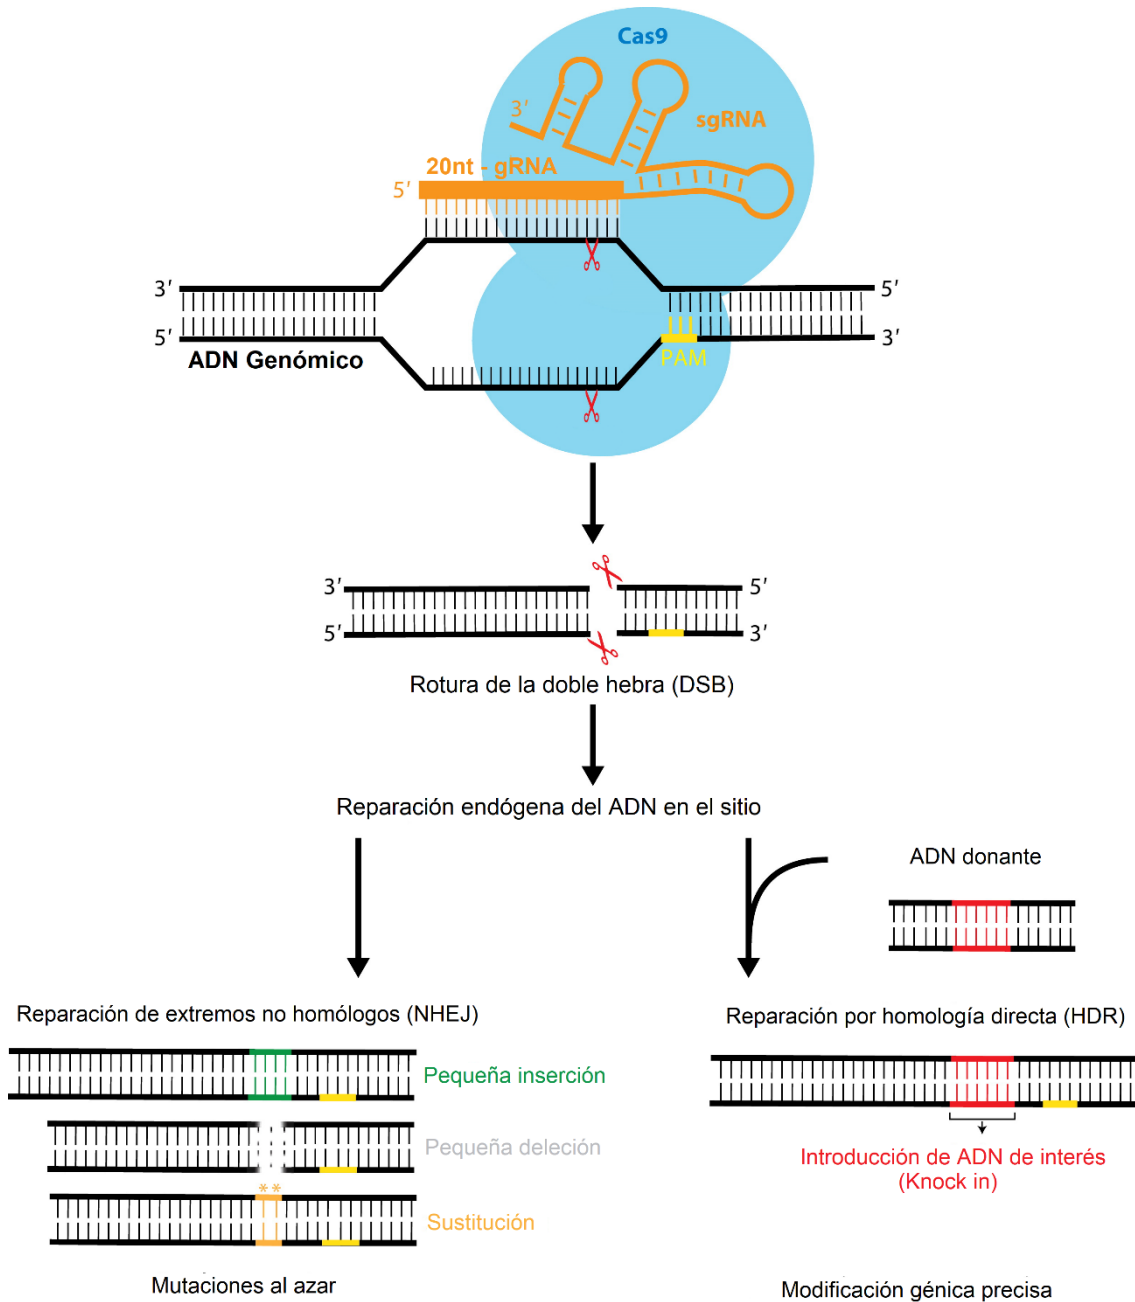 Cas9
3'
sgRNA
20nt - gRNA
5'
3'
5'
5'
3'
ADN Genómico
PAM
3'
5'
5'
3'
Rotura de la doble hebra (DSB)
Reparación endógena del ADN en el sitio
ADN donante
Reparación de extremos no homólogos (NHEJ)
Reparación por homología directa (HDR)
Pequeña inserción
Pequeña deleción
**
Sustitución
Introducción de ADN de interés
(Knock in)
Mutaciones al azar
Modificación génica precisa